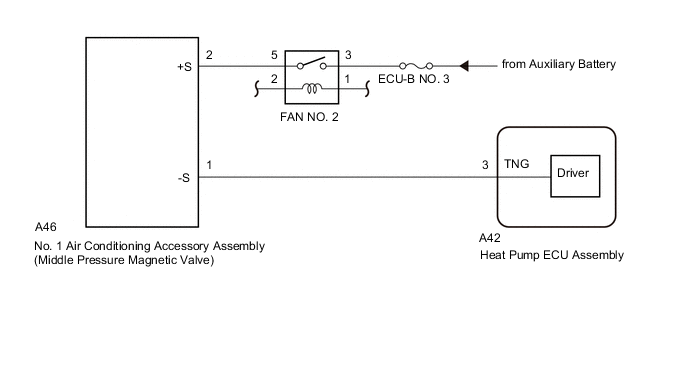 2
5
3
+S
from Auxiliary Battery
2
1
ECU-B NO. 3
FAN NO. 2
1
3
TNG
-S
Driver
A46
A42
No. 1 Air Conditioning Accessory Assembly
(Middle Pressure Magnetic Valve)
Heat Pump ECU Assembly